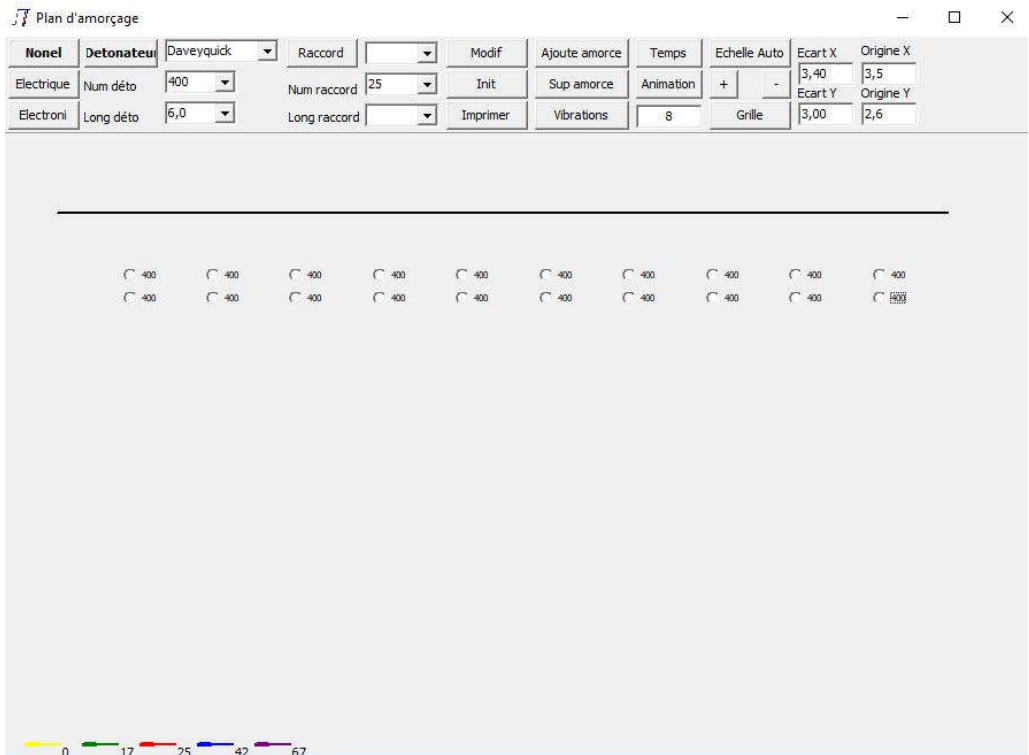 Plan d'amorçage
Nonel Detonateur Daveyquick Raccord Modif Ajoute amorce Temps Echelle Auto Ecart X Origine X
3,40 3,5
Electrique Num déto 400 Num raccord 25 Init Sup amorce Animation + - Ecart Y Origine Y
Electroni Long déto 6,0 Long raccord Imprimer Vibrations 8 Grille 3,00 2,6
400 400 400 400 400 400 400 400 400 400
400 400 400 400 400 400 400 400 400 400
0 17 25 42 67